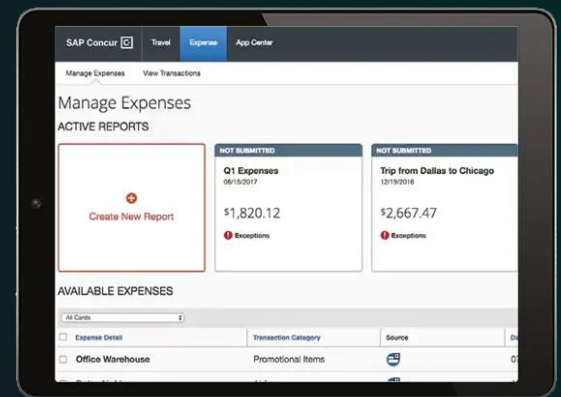 SAP Concur C Travel Expense App Center
Manage Expenses View Transactions
Manage Expenses
ACTIVE REPORTS
Create New Report
NOT SUBMITTED
Q1 Expenses
06/15/2017
$1,820.12
Exceptions
NOT SUBMITTED
Trip from Dallas to Chicago
12/19/2016
$2,667.47
Exceptions
AVAILABLE EXPENSES
All Cards
Expense Detail Transaction Category Source
Office Warehouse Promotional Items